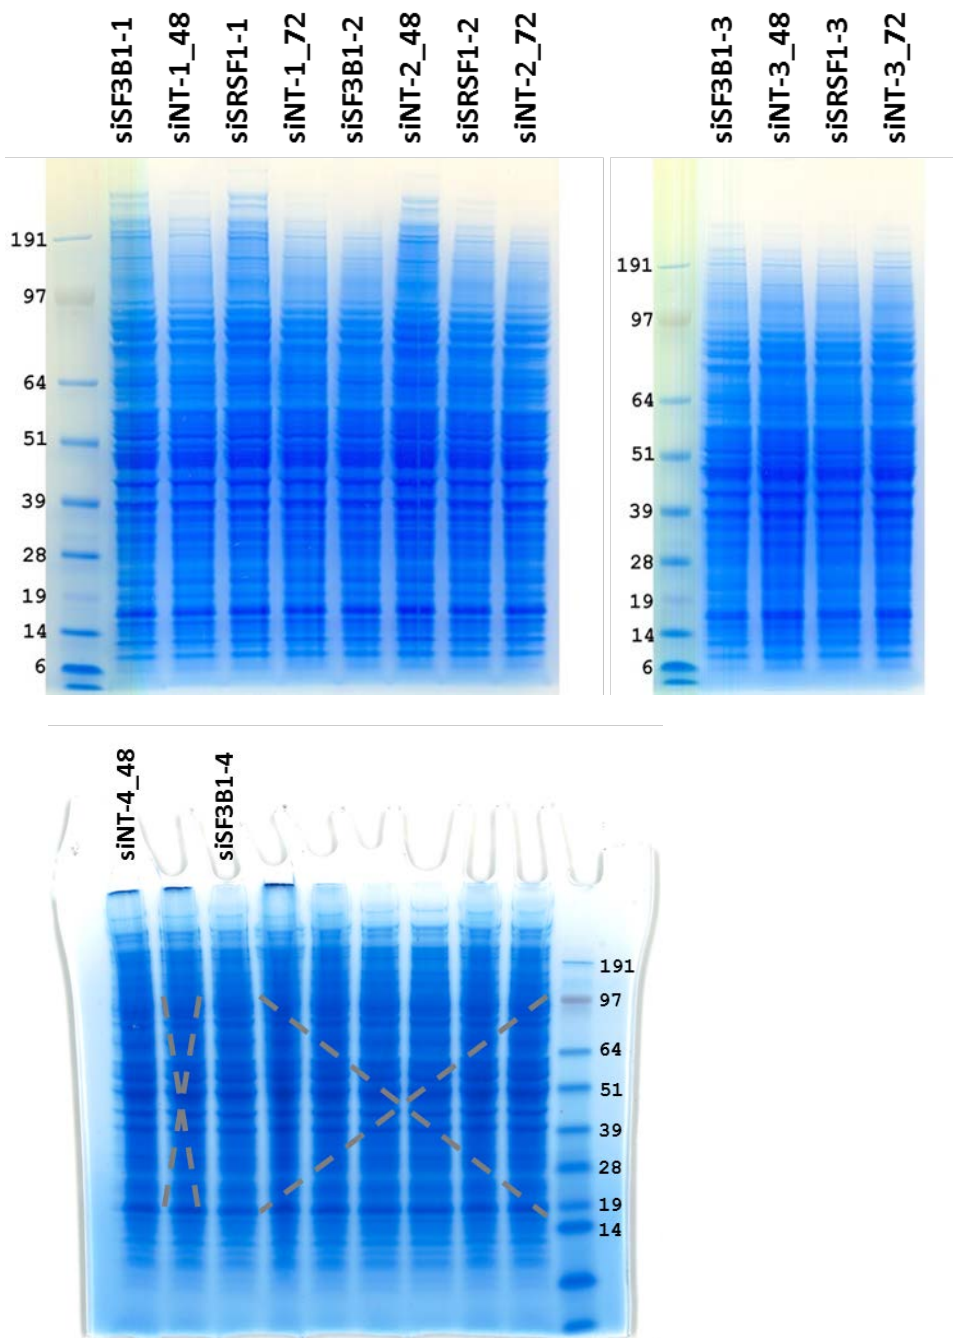 siSF3B1-1
siNT-1_48
siSRSF1-1
siNT-1_72
siSF3B1-2
siNT-2_48
siSRSF1-2
siNT-2_72
191
97
64
51
39
28
19
14
6
siSF3B1-3
siNT-3_48
siSRSF1-3
siNT-3_72
191
97
64
51
39
28
19
14
6
siNT-4_48
siSF3B1-4
191
97
64
51
39
28
19
14